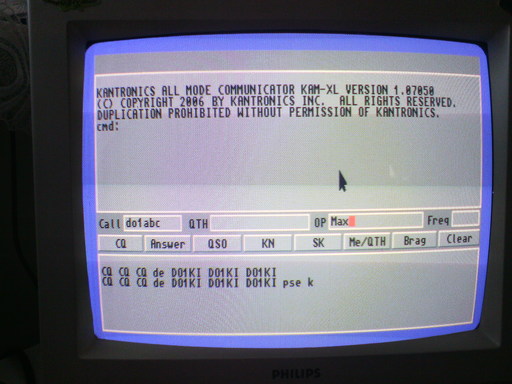 KANTRONICS ALL MODE COMMUNICATOR KAM-XL VERSION 1.07050
(C) COPYRIGHT 2006 BY KANTRONICS INC. ALL RIGHTS RESERVED.
DUPLICATION PROHIBITED WITHOUT PERMISSION OF KANTRONICS.
cmd:
Call do1abc QTH OP Max Freq
CQ Answer QSO KN SK Me/QTH Brag Clear
CQ CQ CQ de DO1KI DO1KI DO1KI
CQ CQ CQ de DO1KI DO1KI DO1KI pse k
PHILIPS